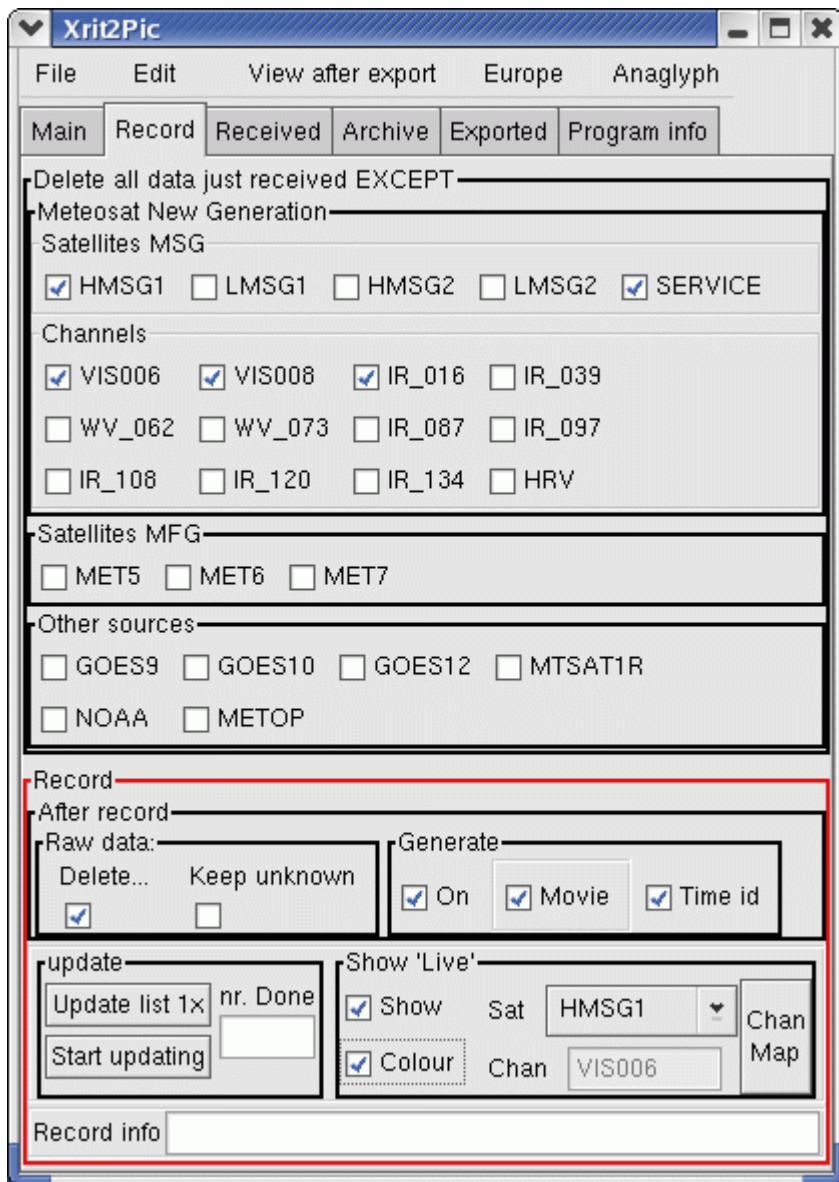 Xrit2Pic
File Edit View after export Europe Anaglyph
Main Record Received Archive Exported Program info
Delete all data just received EXCEPT
Meteosat New Generation
Satellites MSG
HMSG1 LMSG1 HMSG2 LMSG2 SERVICE
Channels
VIS006 VIS008 IR_016 IR_039
WV_062 WV_073 IR_087 IR_097
IR_108 IR_120 IR_134 HRV
Satellites MFG
MET5 MET6 MET7
Other sources
GOES9 GOES10 GOES12 MTSAT1R
NOAA METOP
Record
After record
Raw data: Generate
Delete... Keep unknown
On Movie Time id
update Show 'Live'
Update list 1x nr. Done Show Sat HMSG1 Chan Map
Start updating Colour Chan VIS006
Record info